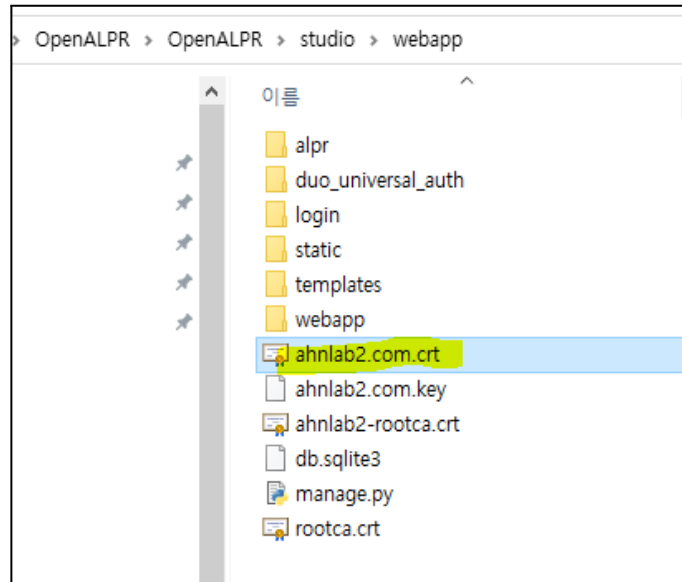 > OpenALPR > OpenALPR > studio > webapp
이름
alpr
duo_universal_auth
login
static
templates
webapp
ahnlab2.com.crt
ahnlab2.com.key
ahnlab2-rootca.crt
db.sqlite3
manage.py
rootca.crt